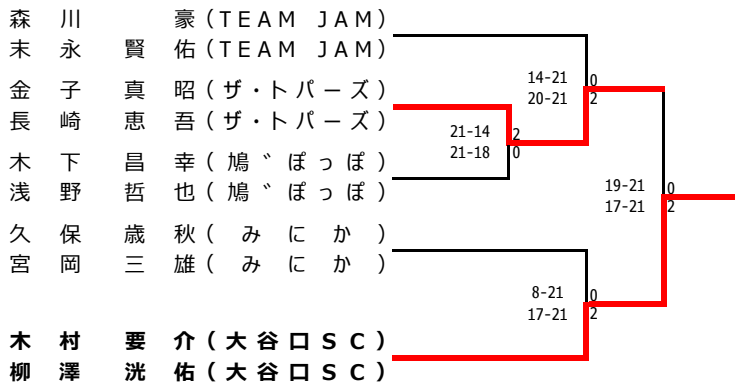 森川豪(TEAM JAM)
末永賢佑(TEAM JAM)
金子真昭(ザ・トパーズ)
長崎恵吾(ザ・トパーズ)
木下昌幸(鳩゛ぽっぽ)
浅野哲也(鳩゛ぽっぽ)
久保歳秋(みにか)
宮岡三雄(みにか)
木村要介(大谷口SC)
柳澤洸佑(大谷口SC)
14-21 0
20-21 2
21-14 2
21-18 0
19-21 0
17-21 2
8-21 0
17-21 2